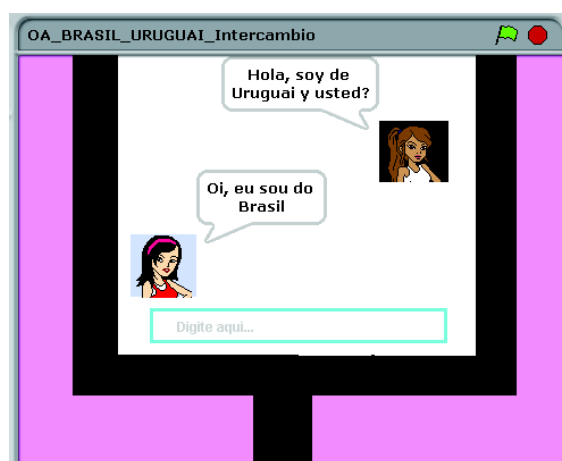 OA_BRASIL_URUGUAI_Intercambio
Hola, soy de
Uruguai y usted?
Oi, eu sou do
Brasil
Digite aqui...